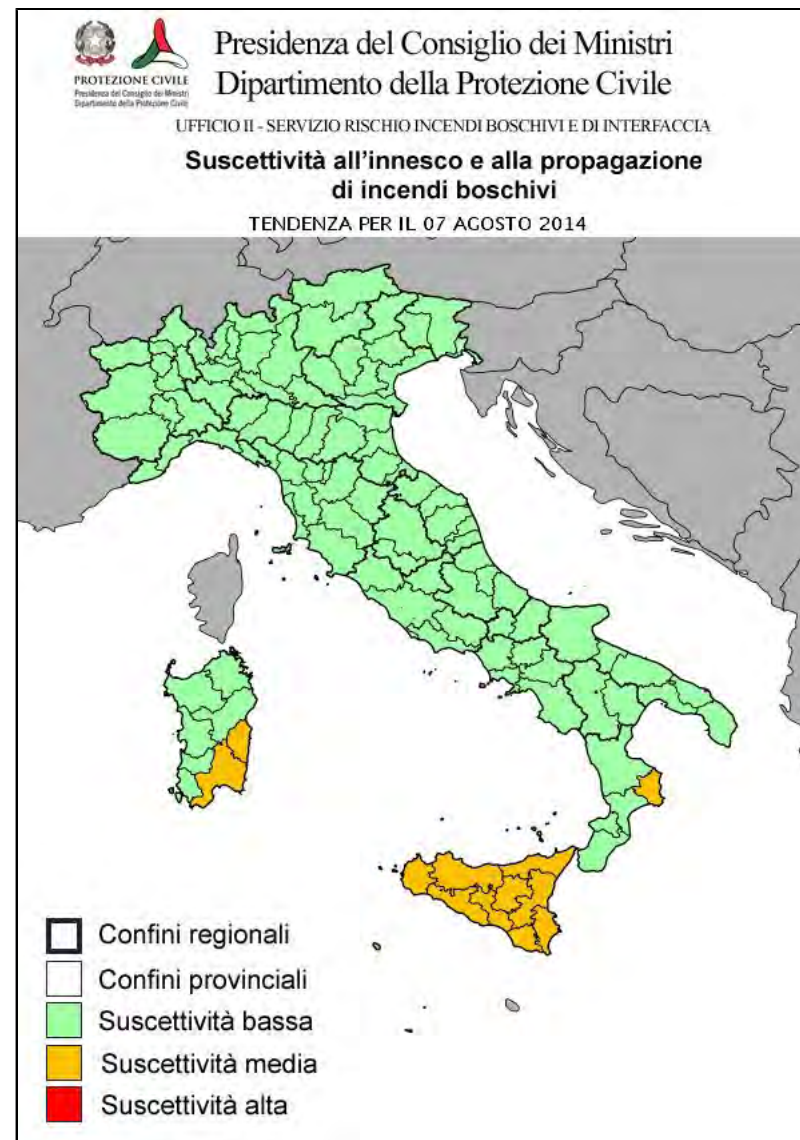 Presidenza del Consiglio dei Ministri
Dipartimento della Protezione Civile
PROTEZIONE CIVILE
Presidenza del Consiglio dei Ministri
Dipartimento della Protezione Civile
UFFICIO II - SERVIZIO RISCHIO INCENDI BOSCHIVI E DI INTERFACCIA
Suscettività all'innesco e alla propagazione
di incendi boschivi
TENDENZA PER IL 07 AGOSTO 2014
Confini regionali
Confini provinciali
Suscettività bassa
Suscettività media
Suscettività alta